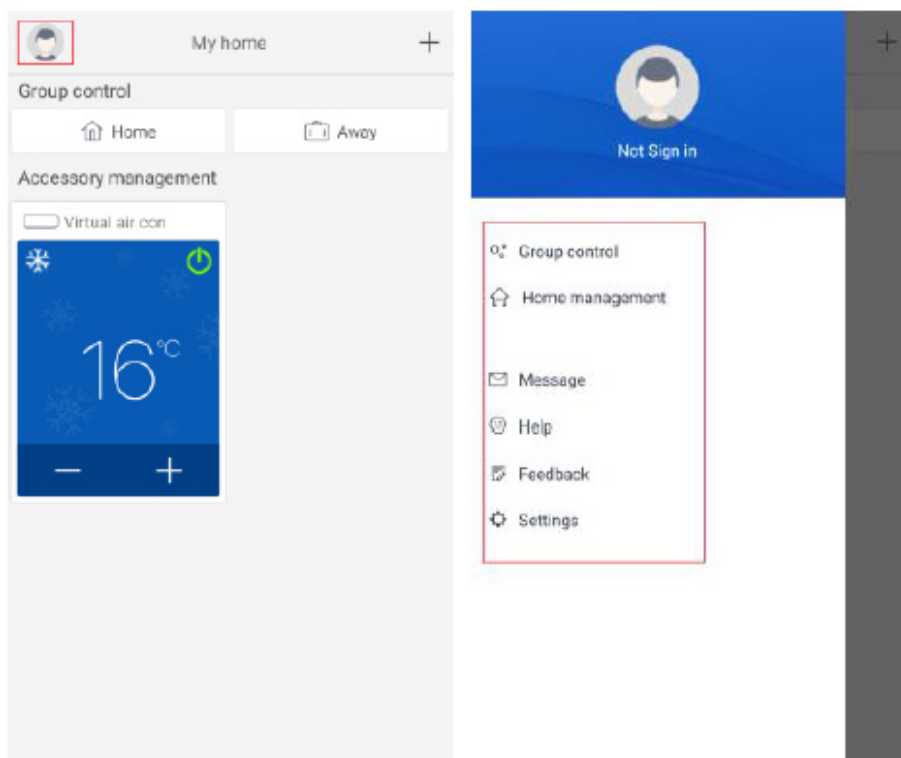 My home
+
Group control
Home
Away
Accessory management
Virtual air con
16°C
− +
+
Not Sign in
Group control
Home management
Message
Help
Feedback
Settings